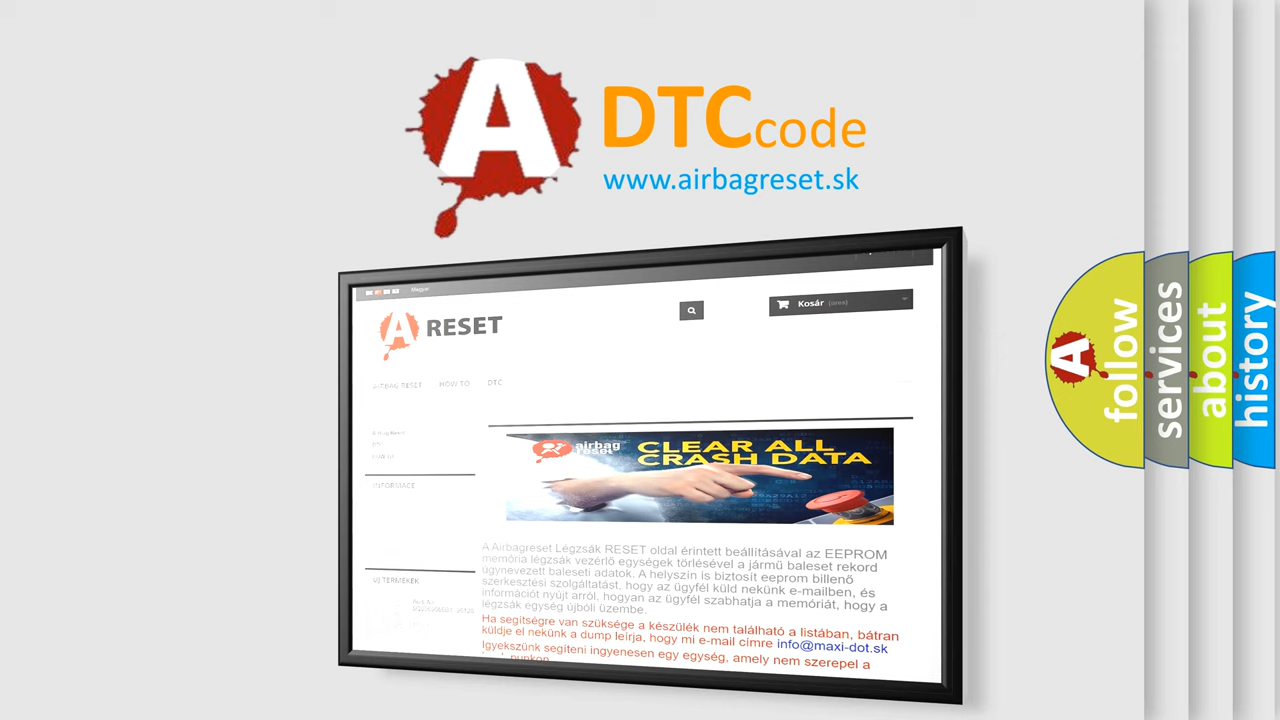 A
DTC code
www.airbagreset.sk
Magyar
A RESET
Kosár (üres)
AIRBAG RESET HOW TO DTC
INFORMACE
ÚJ TERMÉKEK
airbag
reset
CLEAR ALL
CRASH DATA
A Airbagreset Légzsák RESET oldal érintett beállításával az EEPROM
memória légzsák vezérlő egységek törlésével a jármű baleset rekord
úgynevezett baleseti adatok. A helyszín is biztosít eeprom billenő
szerkesztési szolgáltatást, hogy az ügyfél küld nekünk e-mailben, és
információt nyújt arról, hogyan az ügyfél szabhatja a memóriát, hogy a
légzsák egység újbóli üzembe.
Ha segítségre van szüksége a készülék nem található a listában, bátran
küldje el nekünk a dump leírja, hogy mi e-mail címre info@maxi-dot.sk
Igyekszünk segíteni ingyenesen egy egység, amely nem szerepel a
A follow
services
about
history